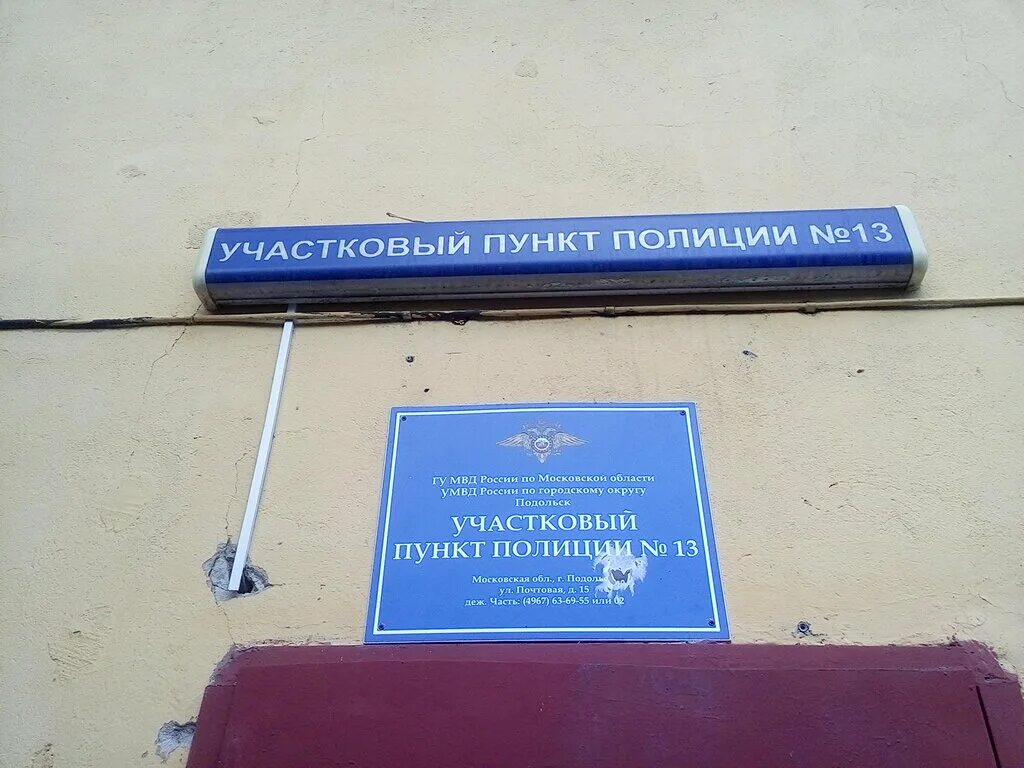 УЧАСТКОВЫЙ ПУНКТ ПОЛИЦИИ №13
ГУ МВД России по Московской области
УМВД России по городскому округу
Подольск
УЧАСТКОВЫЙ
ПУНКТ ПОЛИЦИИ № 13
Московская обл., г.
ул. Почтовая, д. 15
деж. Часть: (4967) 63-69-55 или 02